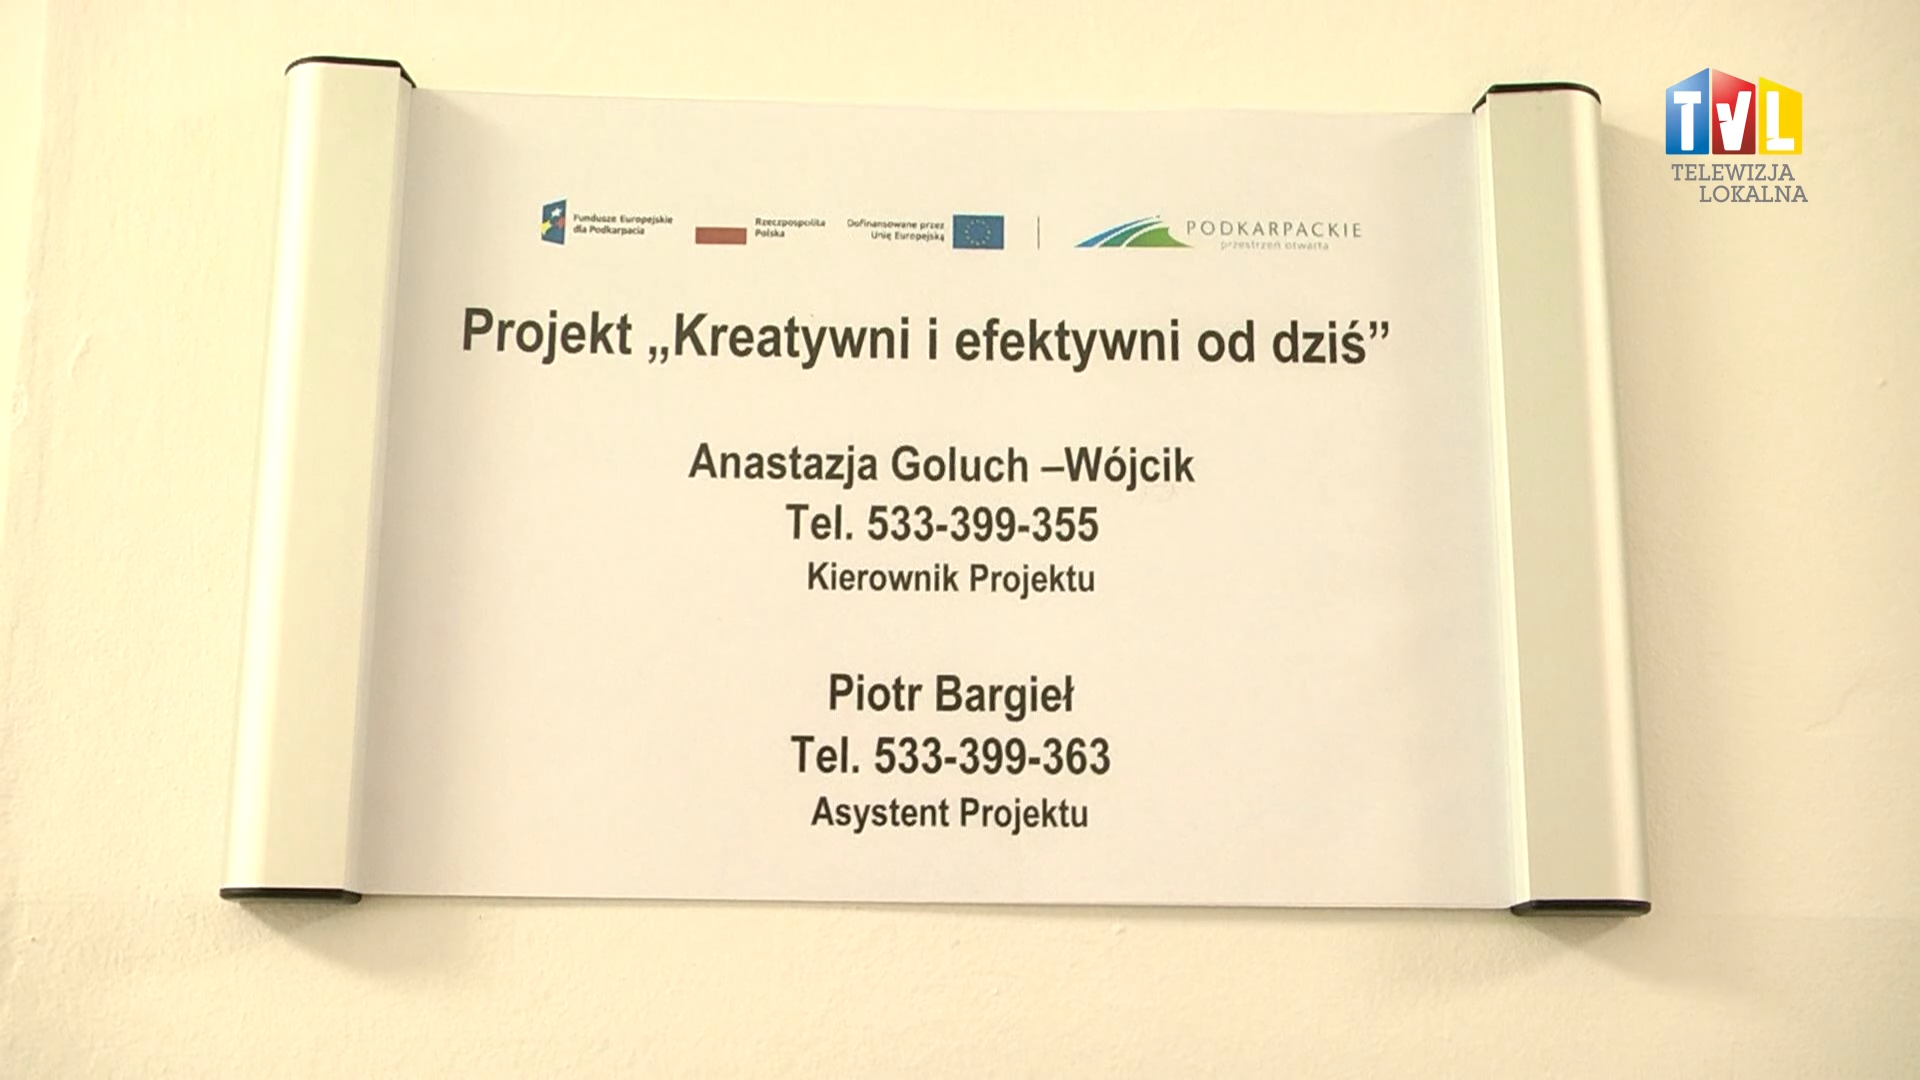 TVL
TELEWIZJA
LOKALNA
Fundusze Europejskie
dla Podkarpacia
Rzeczpospolita
Polska
Dofinansowane przez
Unię Europejską
PODKARPACKIE
przestrzeń otwarta
Projekt „Kreatywni i efektywni od dziś”
Anastazja Goluch –Wójcik
Tel. 533-399-355
Kierownik Projektu
Piotr Bargieł
Tel. 533-399-363
Asystent Projektu